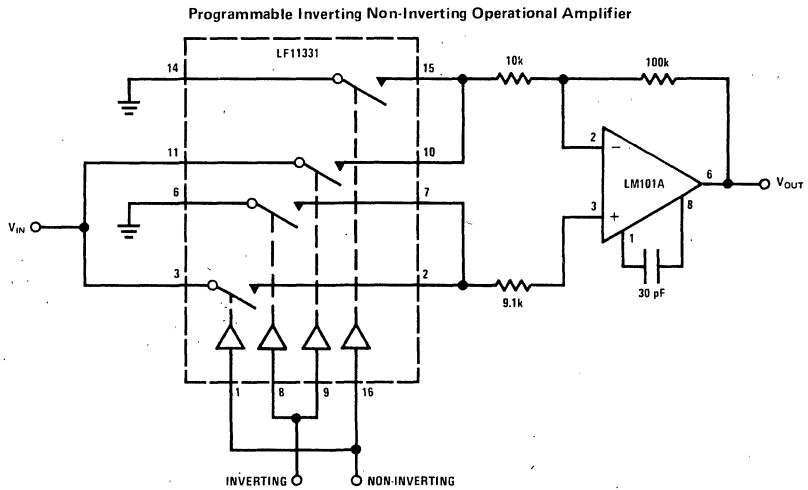 Programmable Inverting Non-Inverting Operational Amplifier
LF11331
14
15
10k
100k
11
10
2
−
LM101A
6
VOUT
6
7
3
+
8
VIN
1
3
2
9.1k
30 pF
1
8
9
16
INVERTING
NON-INVERTING